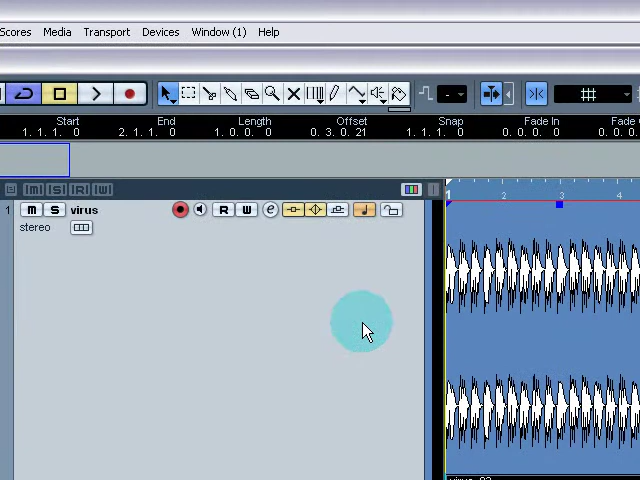 Scores Media Transport Devices Window (1) Help
Start End Length Offset Snap Fade In Fade
1. 1. 1. 0 2. 1. 1. 0 1. 0. 0. 0 0. 3. 0. 21 1. 1. 1. 0 0. 0. 0. 0 0. 0.
M S R W
1 2 3 4
1 M S virus R W e
stereo